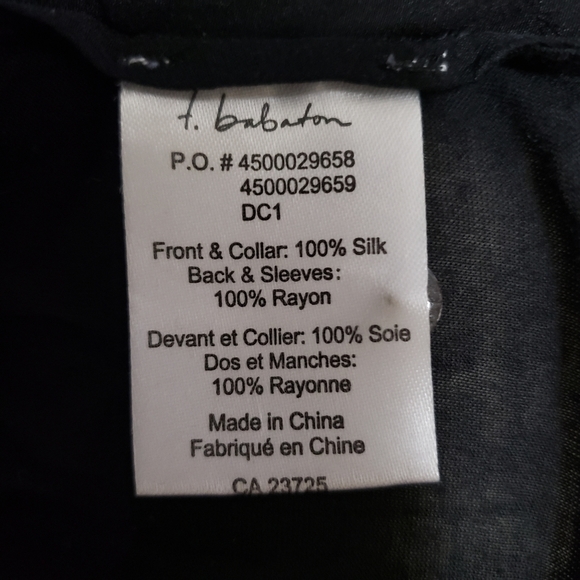 t. babaton
P.O. # 4500029658
4500029659
DC1
Front & Collar: 100% Silk
Back & Sleeves:
100% Rayon
Devant et Collier: 100% Soie
Dos et Manches:
100% Rayonne
Made in China
Fabriqué en Chine
CA 23725